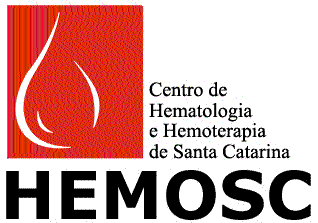 Centro de
Hematologia
e Hemoterapia
de Santa Catarina
HEMOSC